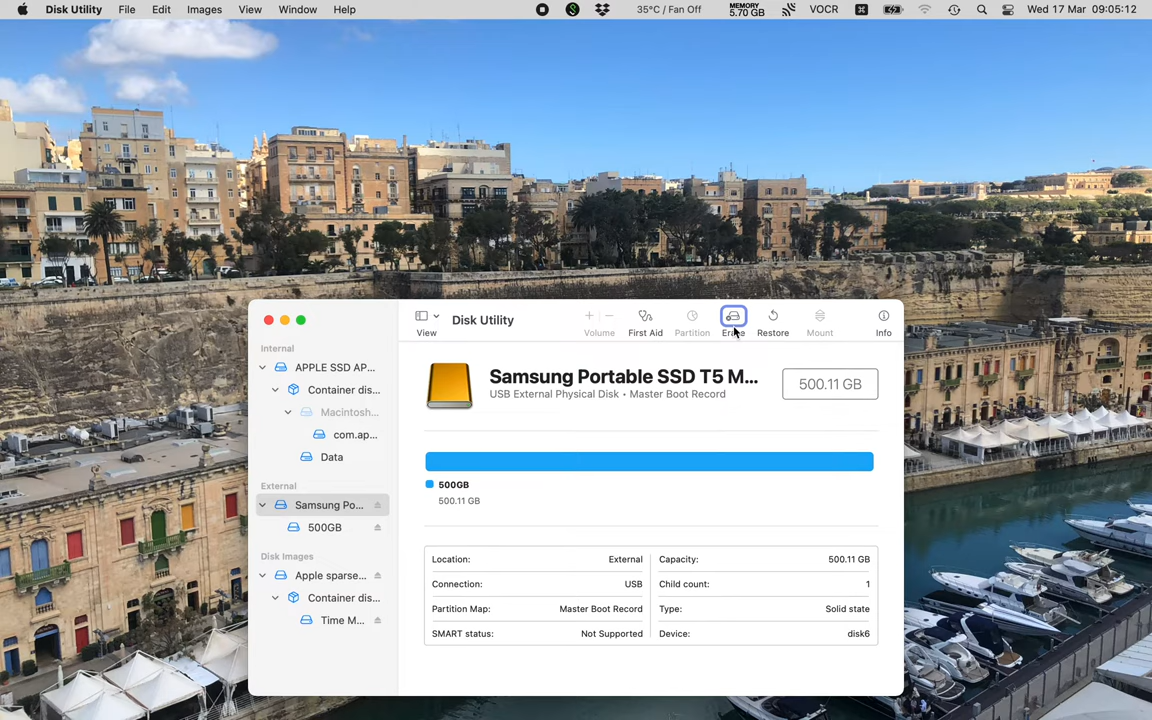 Disk Utility File Edit Images View Window Help 35°C / Fan Off MEMORY 5.70 GB VOCR Wed 17 Mar 09:05:12
Disk Utility
View Volume First Aid Partition Erase Restore Mount Info
Internal
APPLE SSD AP...
Container dis...
Macintosh...
com.ap...
Data
External
Samsung Po...
500GB
Disk Images
Apple sparse...
Container dis...
Time M...
Samsung Portable SSD T5 M...
USB External Physical Disk • Master Boot Record
500.11 GB
500GB
500.11 GB
Location: External
Connection: USB
Partition Map: Master Boot Record
SMART status: Not Supported
Capacity: 500.11 GB
Child count: 1
Type: Solid state
Device: disk6